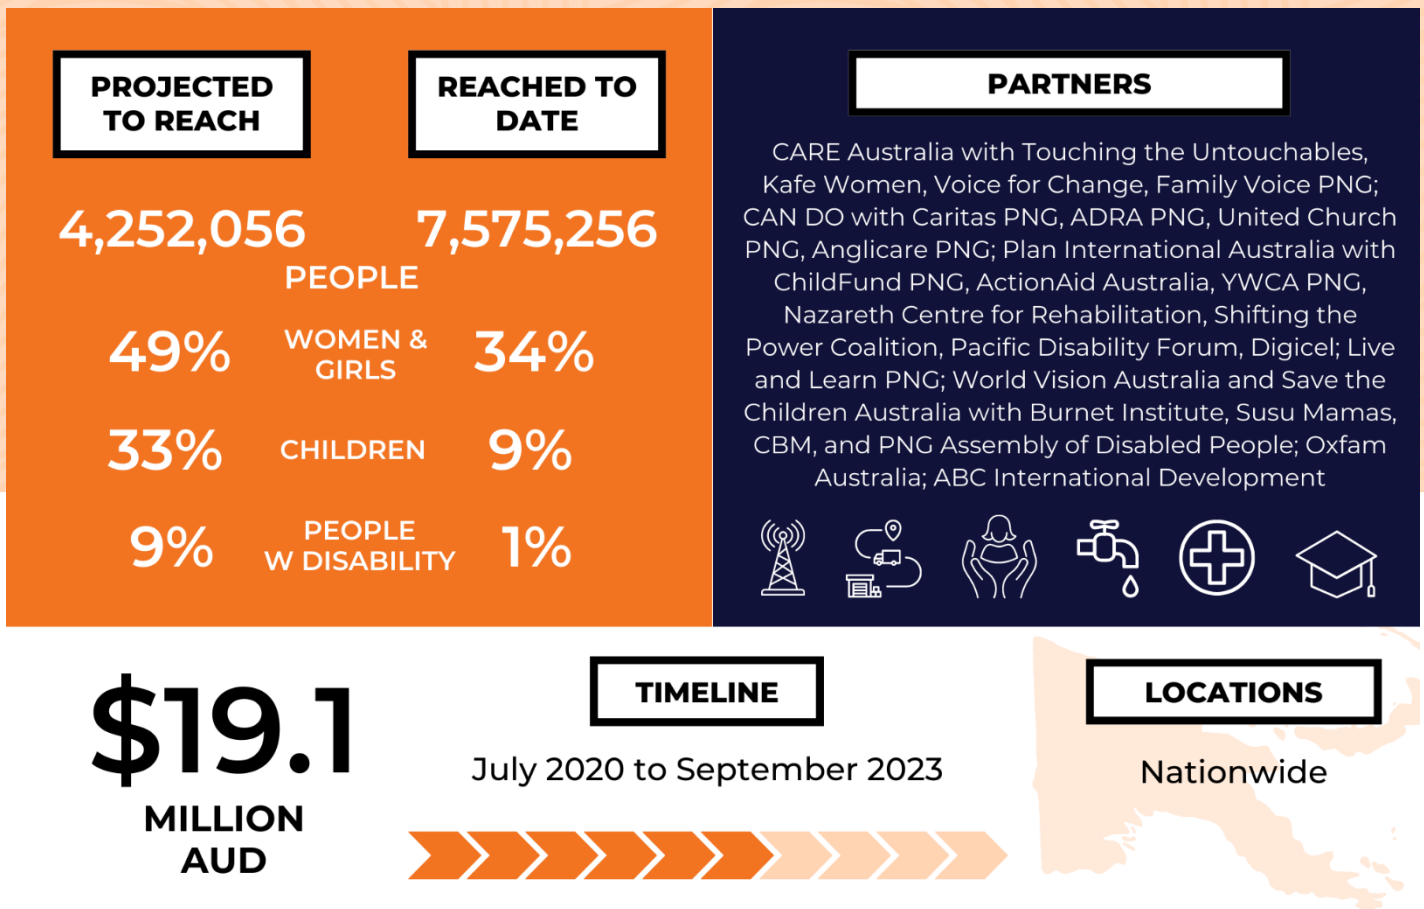 PROJECTED
TO REACH
REACHED TO
DATE
4,252,056
7,575,256
PEOPLE
49%
WOMEN &
GIRLS
34%
33%
CHILDREN
9%
9%
PEOPLE
W DISABILITY
1%
PARTNERS
CARE Australia with Touching the Untouchables,
Kafe Women, Voice for Change, Family Voice PNG;
CAN DO with Caritas PNG, ADRA PNG, United Church
PNG, Anglicare PNG; Plan International Australia with
ChildFund PNG, ActionAid Australia, YWCA PNG,
Nazareth Centre for Rehabilitation, Shifting the
Power Coalition, Pacific Disability Forum, Digicel; Live
and Learn PNG; World Vision Australia and Save the
Children Australia with Burnet Institute, Susu Mamas,
CBM, and PNG Assembly of Disabled People; Oxfam
Australia; ABC International Development
$19.1
MILLION
AUD
TIMELINE
July 2020 to September 2023
LOCATIONS
Nationwide